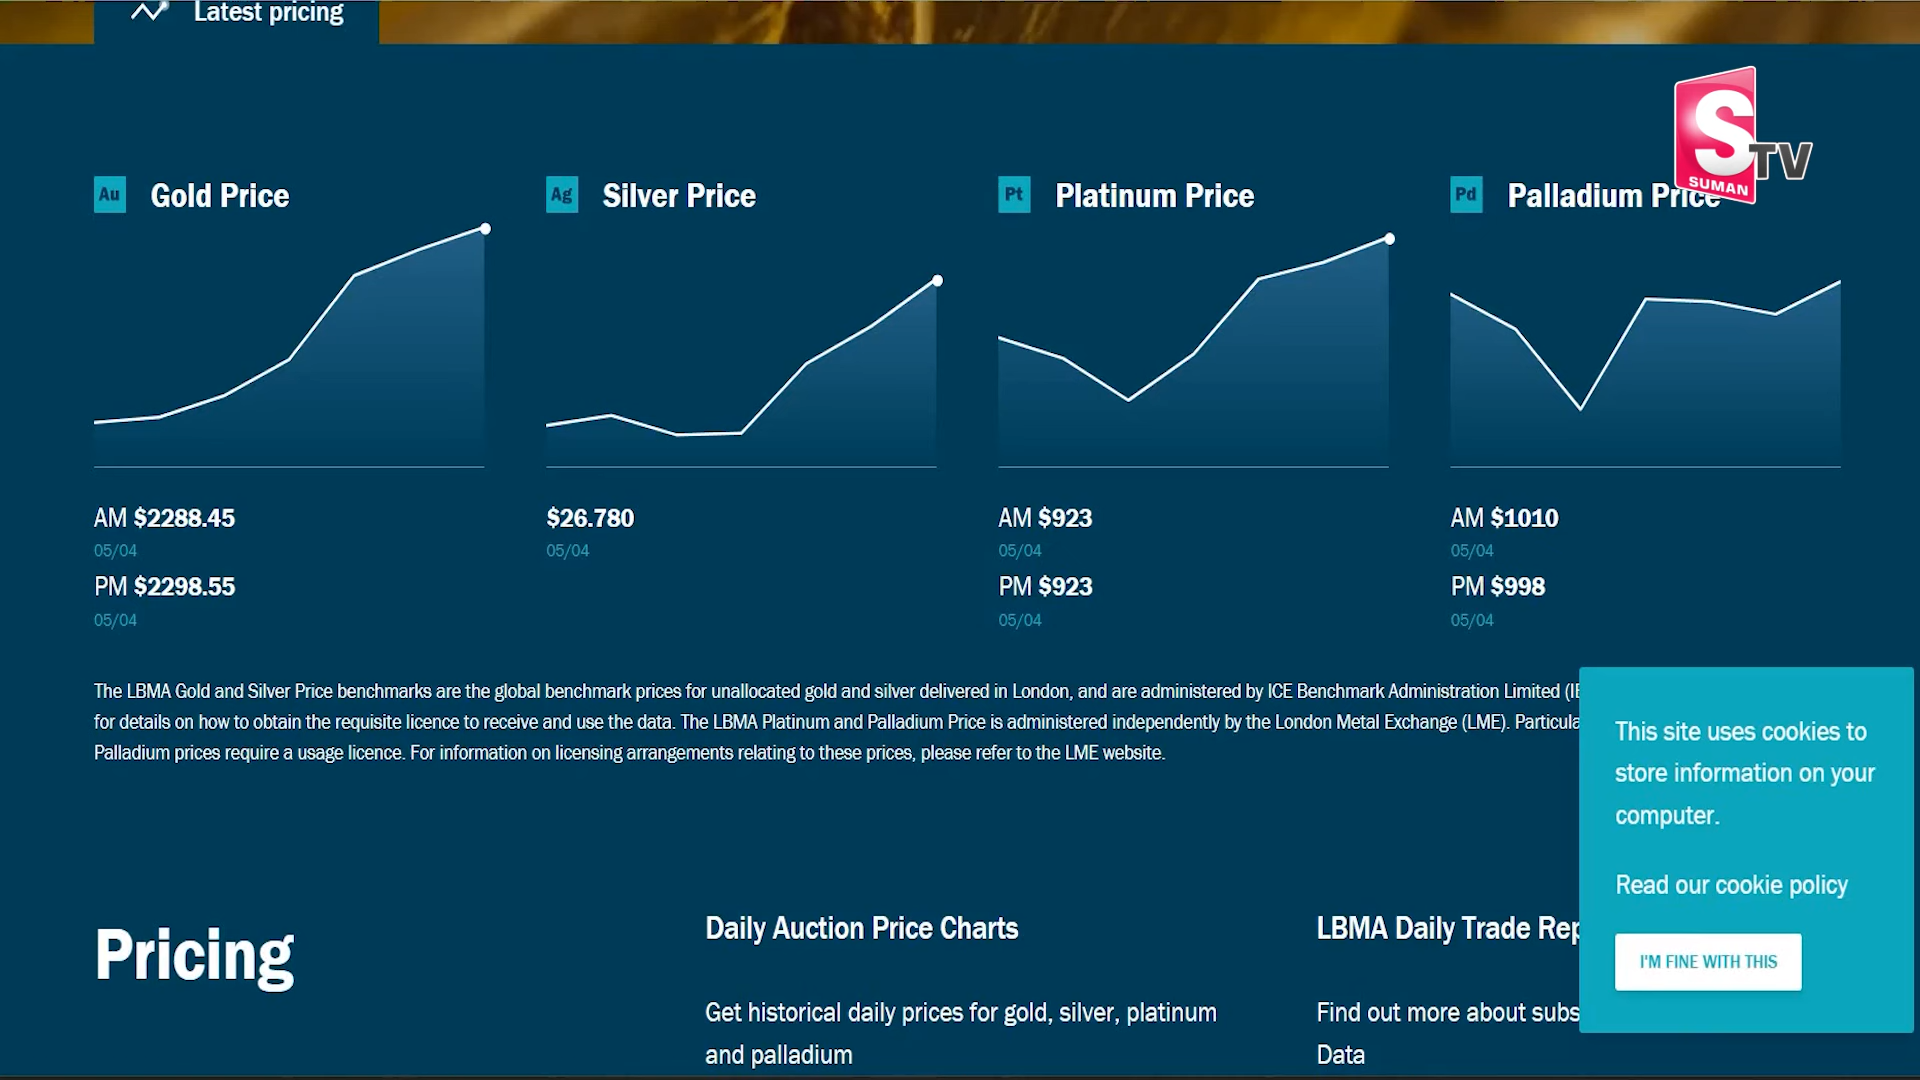 Latest pricing
S
SUMAN
TV
Au Gold Price
Ag Silver Price
Pt Platinum Price
Pd Palladium Price
AM $2288.45
05/04
PM $2298.55
05/04
$26.780
05/04
AM $923
05/04
PM $923
05/04
AM $1010
05/04
PM $998
05/04
The LBMA Gold and Silver Price benchmarks are the global benchmark prices for unallocated gold and silver delivered in London, and are administered by ICE Benchmark Administration Limited
for details on how to obtain the requisite licence to receive and use the data. The LBMA Platinum and Palladium Price is administered independently by the London Metal Exchange (LME).
Palladium prices require a usage licence. For information on licensing arrangements relating to these prices, please refer to the LME website.
Pricing
Daily Auction Price Charts
Get historical daily prices for gold, silver, platinum
and palladium
LBMA Daily Trade
Find out more about
Data
This site uses cookies to
store information on your
computer.
Read our cookie policy
I'M FINE WITH THIS